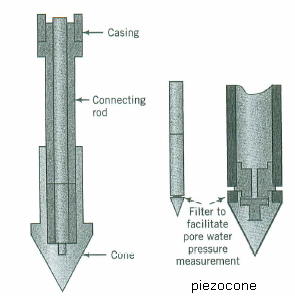 Casing
Connecting
rod
Filter to
facilitate
pore water
pressure
measurement
Cone
piezocone